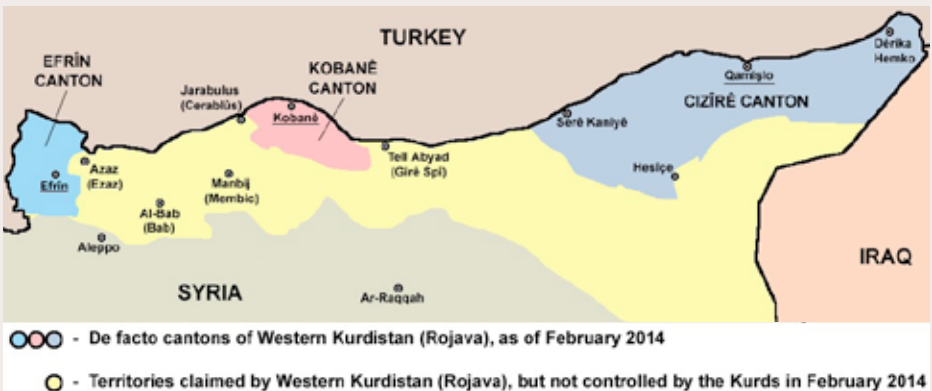 TURKEY
EFRÎN
CANTON
KOBANÊ
CANTON
Jarabulus
(Cerablûs)
Kobanê
Dêrika
Hemko
Qamişlo
CIZÎRÊ CANTON
Serê Kaniyê
Azaz
(Ezaz)
Efrîn
Tell Abyad
(Girê Spî)
Manbij
(Membic)
Hesîçe
Al-Bab
(Bab)
Aleppo
IRAQ
SYRIA
Ar-Raqqah
- De facto cantons of Western Kurdistan (Rojava), as of February 2014
- Territories claimed by Western Kurdistan (Rojava), but not controlled by the Kurds in February 2014